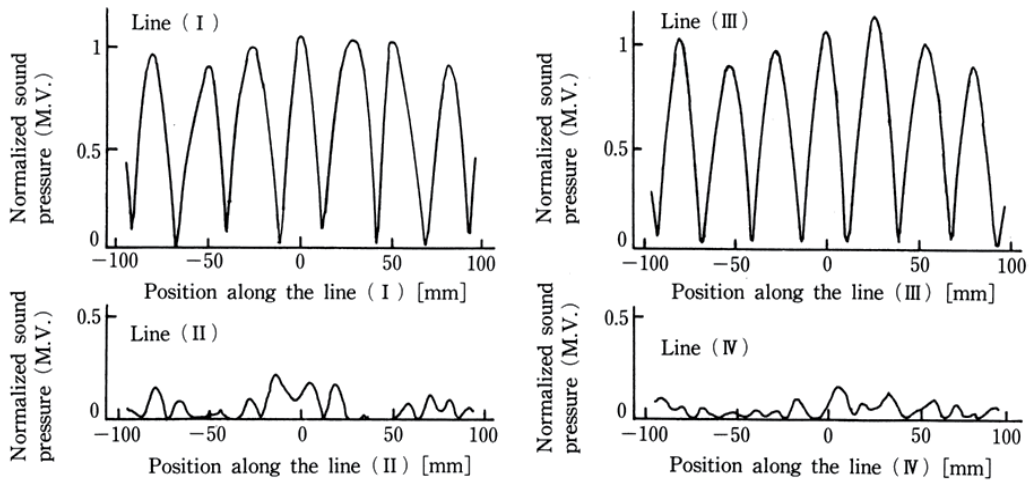 Line (Ⅰ)
Normalized sound
pressure (M.V.)
1
0.5
0
−100
−50
0
50
100
Position along the line (Ⅰ) [mm]
Line (Ⅲ)
Normalized sound
pressure (M.V.)
1
0.5
0
−100
−50
0
50
100
Position along the line (Ⅲ) [mm]
Line (Ⅱ)
Normalized sound
pressure (M.V.)
0.5
0
−100
−50
0
50
100
Position along the line (Ⅱ) [mm]
Line (Ⅳ)
Normalized sound
pressure (M.V.)
0.5
0
−100
−50
0
50
100
Position along the line (Ⅳ) [mm]